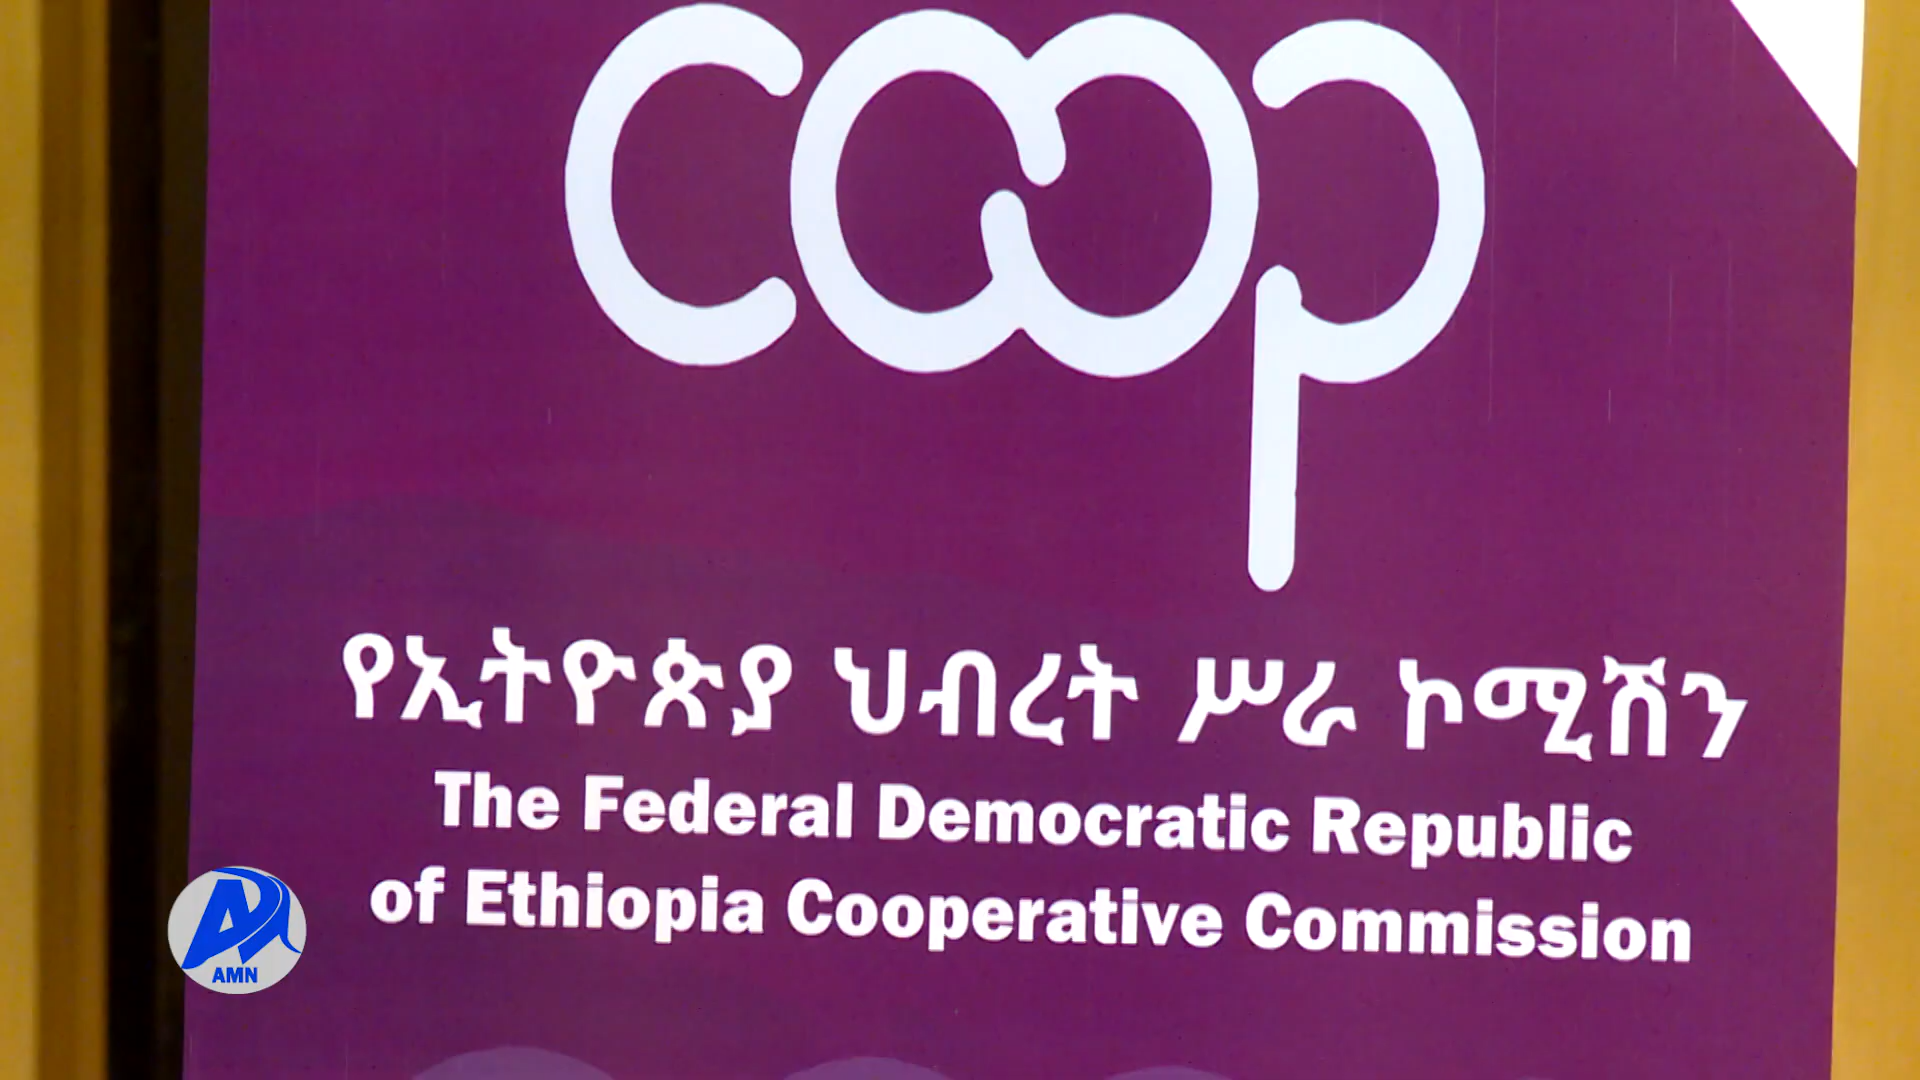 coop
የኢትዮጵያ ህብረት ሥራ ኮሚሽን
The Federal Democratic Republic
of Ethiopia Cooperative Commission
AMN